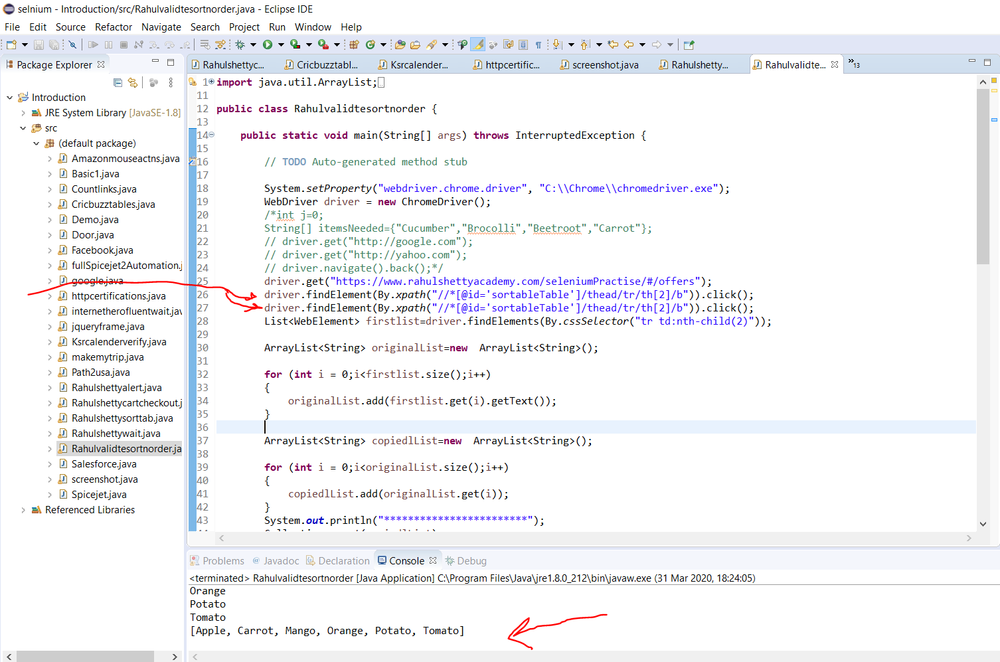 selnium - Introduction/src/Rahulvalidtesortnorder.java - Eclipse IDE
File Edit Source Refactor Navigate Search Project Run Window Help
Package Explorer
Rahulshettyc... Cricbuzztabl... Ksrcalender... httpcertific... screenshot.java Rahulshetty... Rahulvalidte... »13
Introduction
JRE System Library [JavaSE-1.8]
src
(default package)
Amazonmouseactns.java
Basic1.java
Countlinks.java
Cricbuzztables.java
Demo.java
Door.java
Facebook.java
fullSpicejet2Automation.j
google.java
httpcertifications.java
internetherofluentwait.jav
jqueryframe.java
Ksrcalenderverify.java
makemytrip.java
Path2usa.java
Rahulshettyalert.java
Rahulshettycartcheckout.j
Rahulshettysorttab.java
Rahulshettywait.java
Rahulvalidtesortnorder.ja
Salesforce.java
screenshot.java
Spicejet.java
Referenced Libraries
1 import java.util.ArrayList;
11
12 public class Rahulvalidtesortnorder {
13
14 public static void main(String[] args) throws InterruptedException {
15
16 // TODO Auto-generated method stub
17
18 System.setProperty("webdriver.chrome.driver", "C:\\Chrome\\chromedriver.exe");
19 WebDriver driver = new ChromeDriver();
20 /*int j=0;
21 String[] itemsNeeded={"Cucumber","Brocolli","Beetroot","Carrot"};
22 // driver.get("http://google.com");
23 // driver.get("http://yahoo.com");
24 // driver.navigate().back();*/
25 driver.get("https://www.rahulshettyacademy.com/seleniumPractise/#/offers");
26 driver.findElement(By.xpath("//*[@id='sortableTable']/thead/tr/th[2]/b")).click();
27 driver.findElement(By.xpath("//*[@id='sortableTable']/thead/tr/th[2]/b")).click();
28 List<WebElement> firstlist=driver.findElements(By.cssSelector("tr td:nth-child(2)"));
29
30 ArrayList<String> originalList=new  ArrayList<String>();
31
32 for (int i = 0;i<firstlist.size();i++)
33 {
34 originalList.add(firstlist.get(i).getText());
35 }
36
37 ArrayList<String> copiedlList=new  ArrayList<String>();
38
39 for (int i = 0;i<originalList.size();i++)
40 {
41 copiedlList.add(originalList.get(i));
42 }
43 System.out.println("************************");
Problems @ Javadoc Declaration Console Debug
<terminated> Rahulvalidtesortnorder [Java Application] C:\Program Files\Java\jre1.8.0_212\bin\javaw.exe (31 Mar 2020, 18:24:05)
Orange
Potato
Tomato
[Apple, Carrot, Mango, Orange, Potato, Tomato]